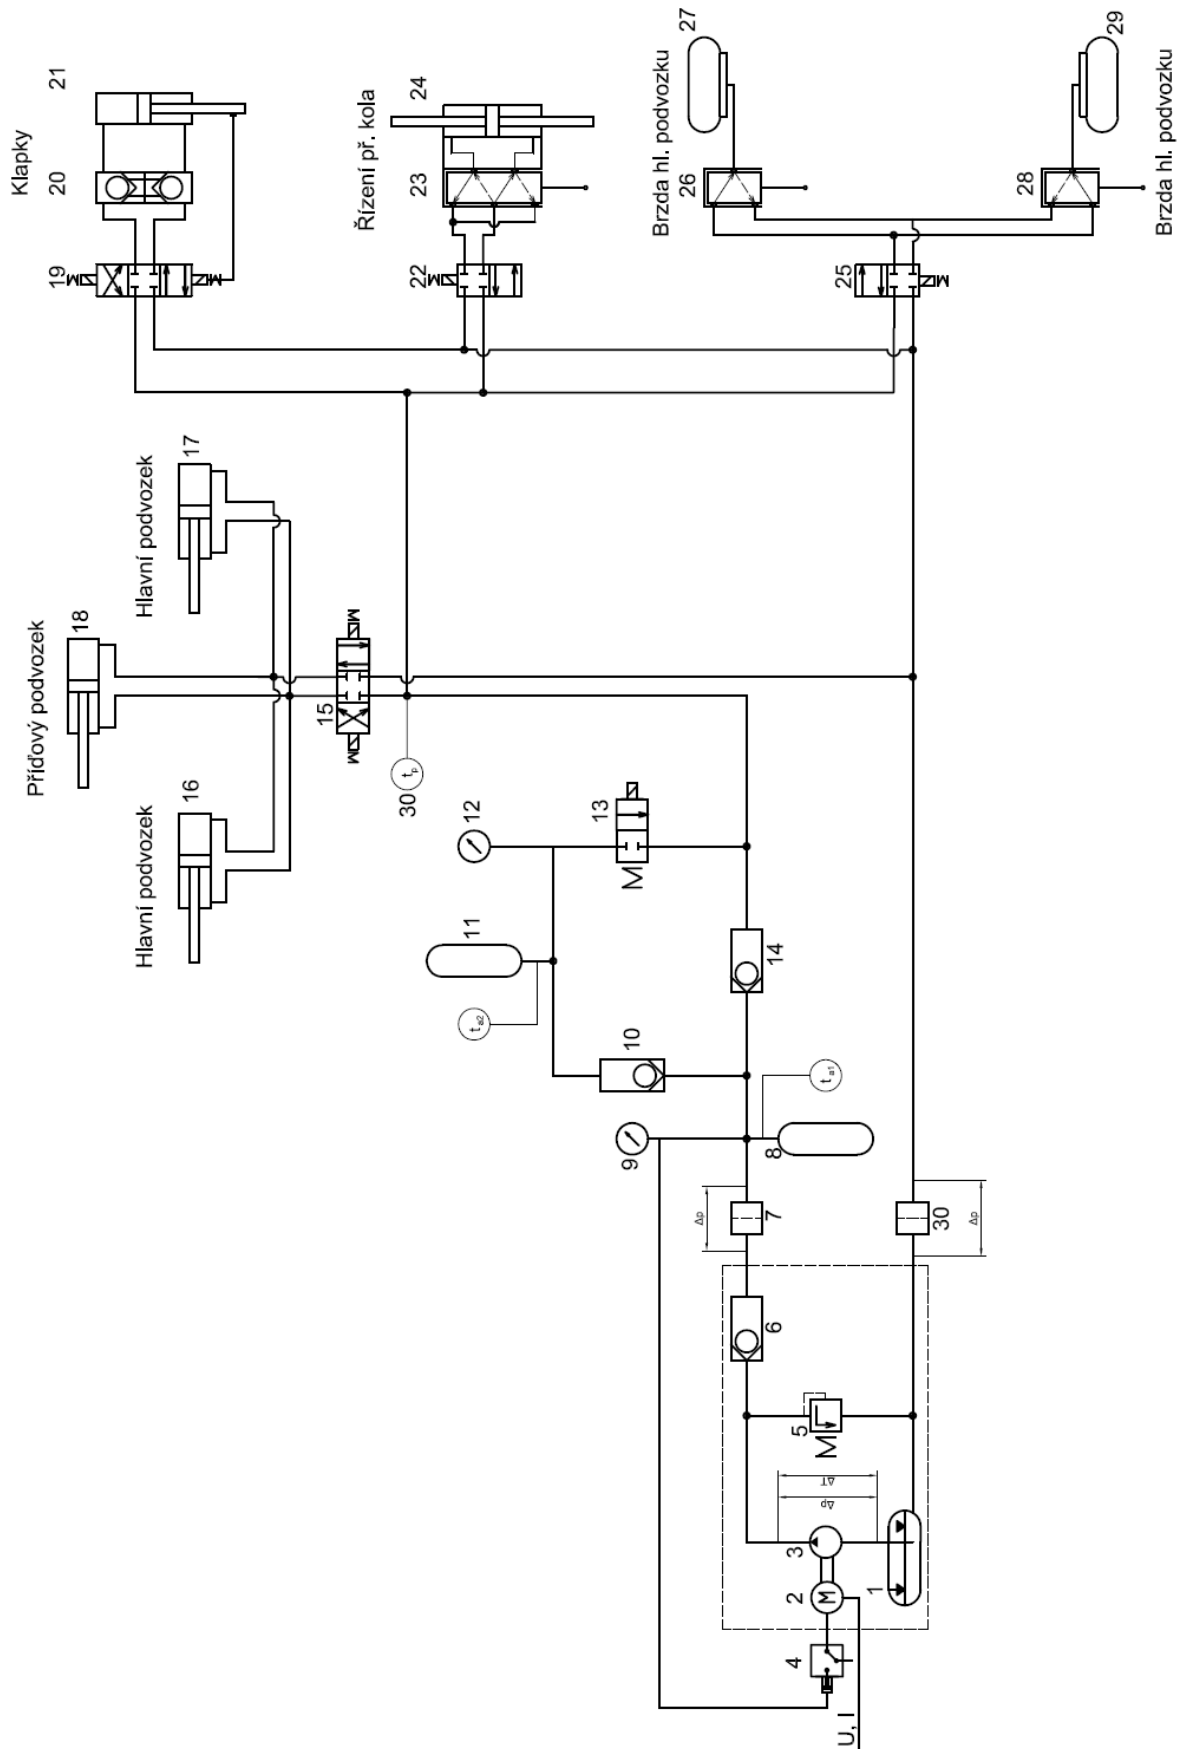 Klapky
21
20
19
M
M
Řízení př. kola
24
23
22
M
Brzda hl. podvozku
27
26
25
M
29
28
Brzda hl. podvozku
Hlavní podvozek
17
Příďový podvozek
18
Hlavní podvozek
16
15
M
M
30
tp
12
13
M
11
ta2
10
14
9
8
ta1
7
Δp
30
Δp
6
5
M
ΔT
Δp
3
2
M
1
4
U, I